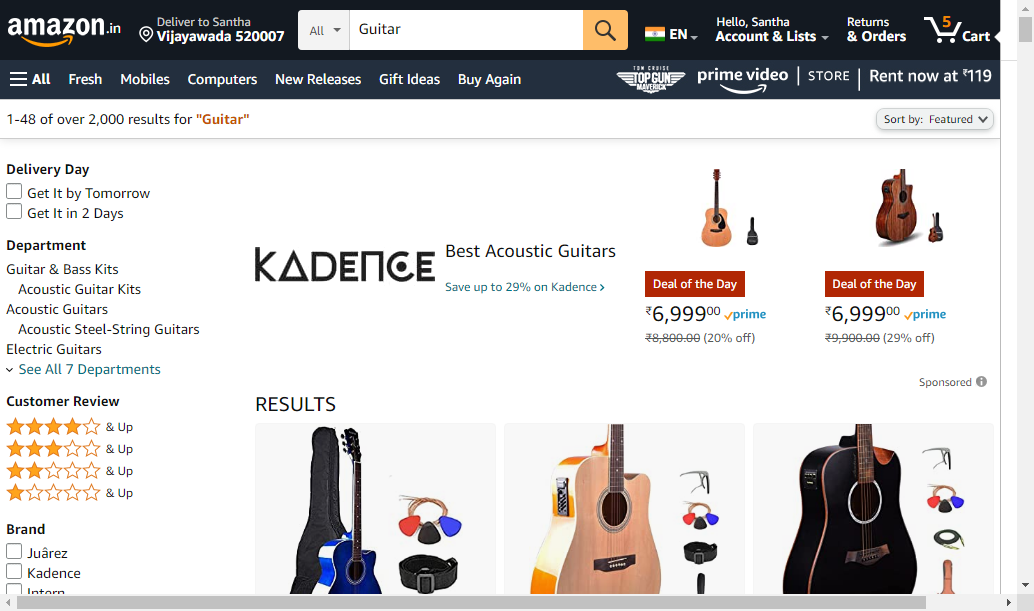 amazon.in
Deliver to Santha
Vijayawada 520007
All
Guitar
EN
Hello, Santha
Account & Lists
Returns
& Orders
5
Cart
All
Fresh
Mobiles
Computers
New Releases
Gift Ideas
Buy Again
TOM CRUISE
TOP GUN
MAVERICK
prime video
STORE
Rent now at ₹119
1-48 of over 2,000 results for "Guitar"
Sort by: Featured
Delivery Day
Get It by Tomorrow
Get It in 2 Days
Department
Guitar & Bass Kits
Acoustic Guitar Kits
Acoustic Guitars
Acoustic Steel-String Guitars
Electric Guitars
See All 7 Departments
Customer Review
& Up
& Up
& Up
& Up
Brand
Juârez
Kadence
Intern
KADENCE
Best Acoustic Guitars
Save up to 29% on Kadence
Deal of the Day
₹6,99900 prime
₹8,800.00 (20% off)
Deal of the Day
₹6,99900 prime
₹9,900.00 (29% off)
Sponsored
RESULTS